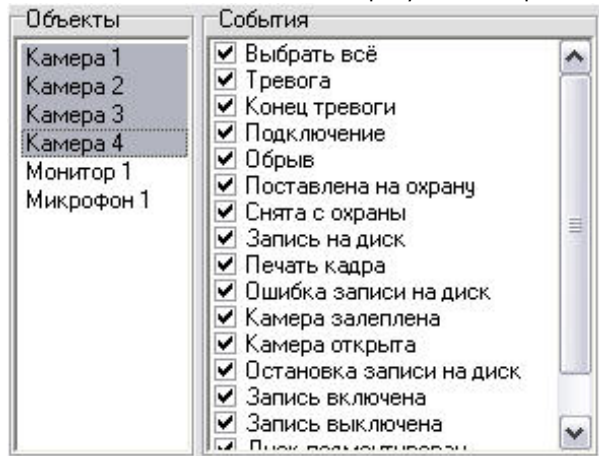 Объекты
Камера 1
Камера 2
Камера 3
Камера 4
Монитор 1
Микрофон 1
События
Выбрать всё
Тревога
Конец тревоги
Подключение
Обрыв
Поставлена на охрану
Снята с охраны
Запись на диск
Печать кадра
Ошибка записи на диск
Камера залеплена
Камера открыта
Остановка записи на диск
Запись включена
Запись выключена